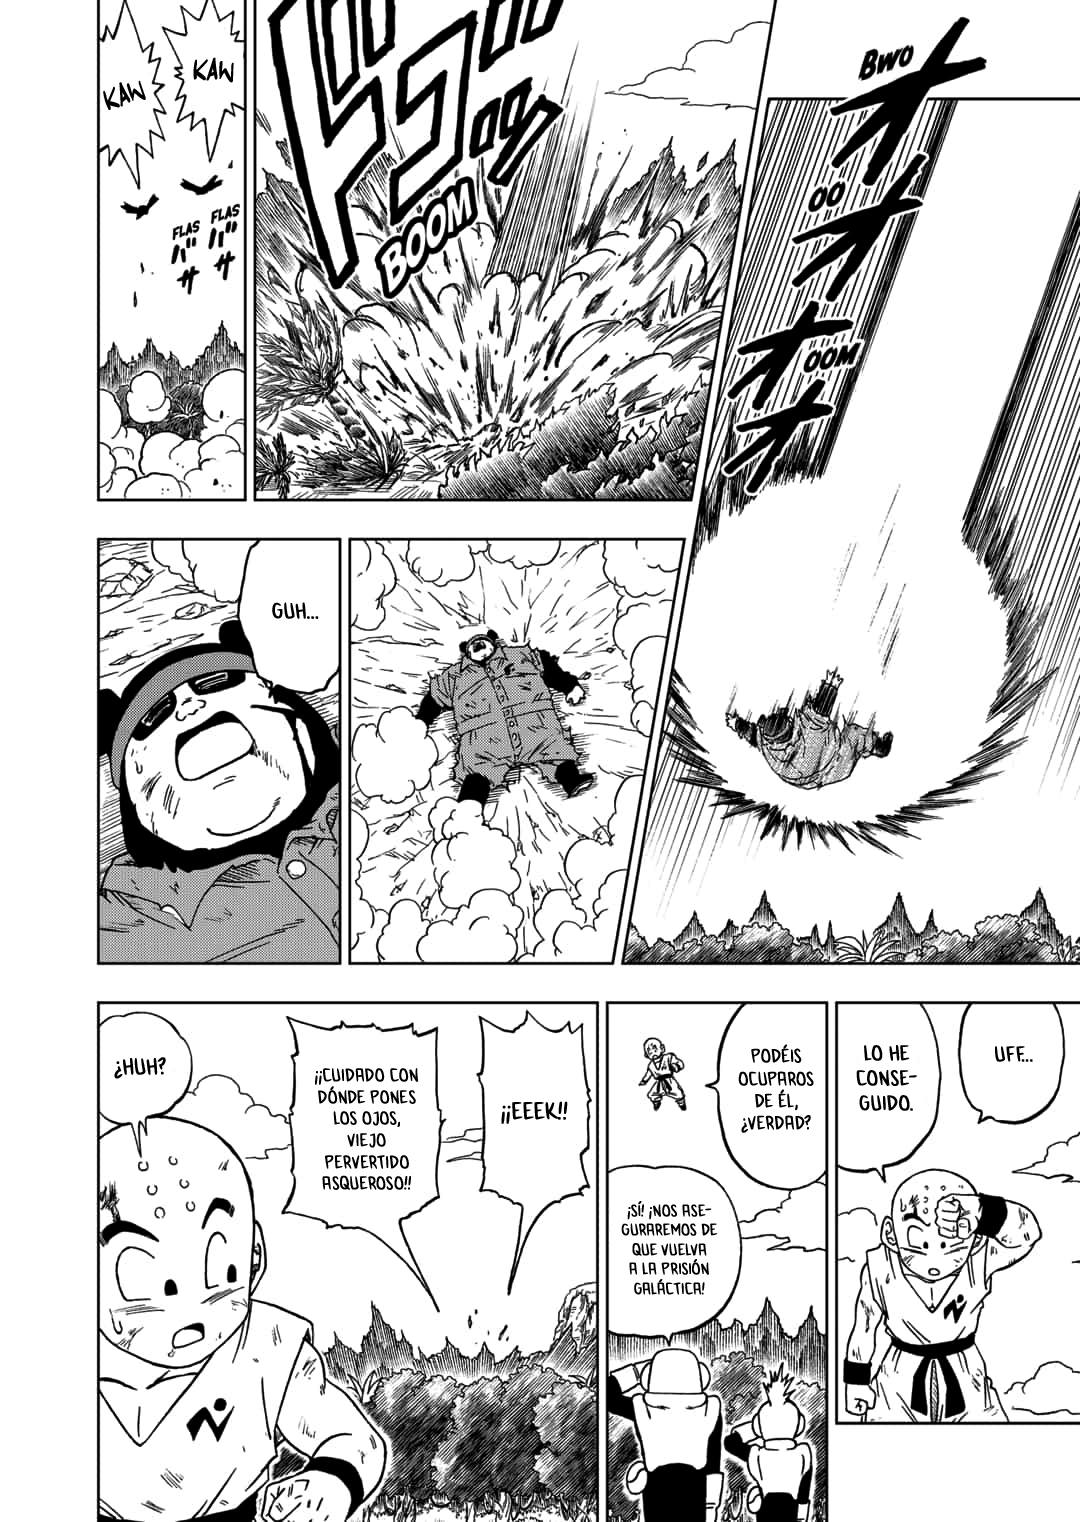 BWO
OO
OOM
オ
オ
オ
オ
ドゴオオ
BOOM
KAW
KAW
FLAS
FLAS
バサ
バサ
GUH...
UFF...
LO HE
CONSE-
GUIDO.
PODÉIS
OCUPAROS
DE ÉL,
¿VERDAD?
¡SÍ! ¡NOS ASE-
GURAREMOS DE
QUE VUELVA
A LA PRISIÓN
GALÁCTICA!
¡¡EEEK!!
¡¡CUIDADO CON
DÓNDE PONES
LOS OJOS,
VIEJO
PERVERTIDO
ASQUEROSO!!
¿HUH?